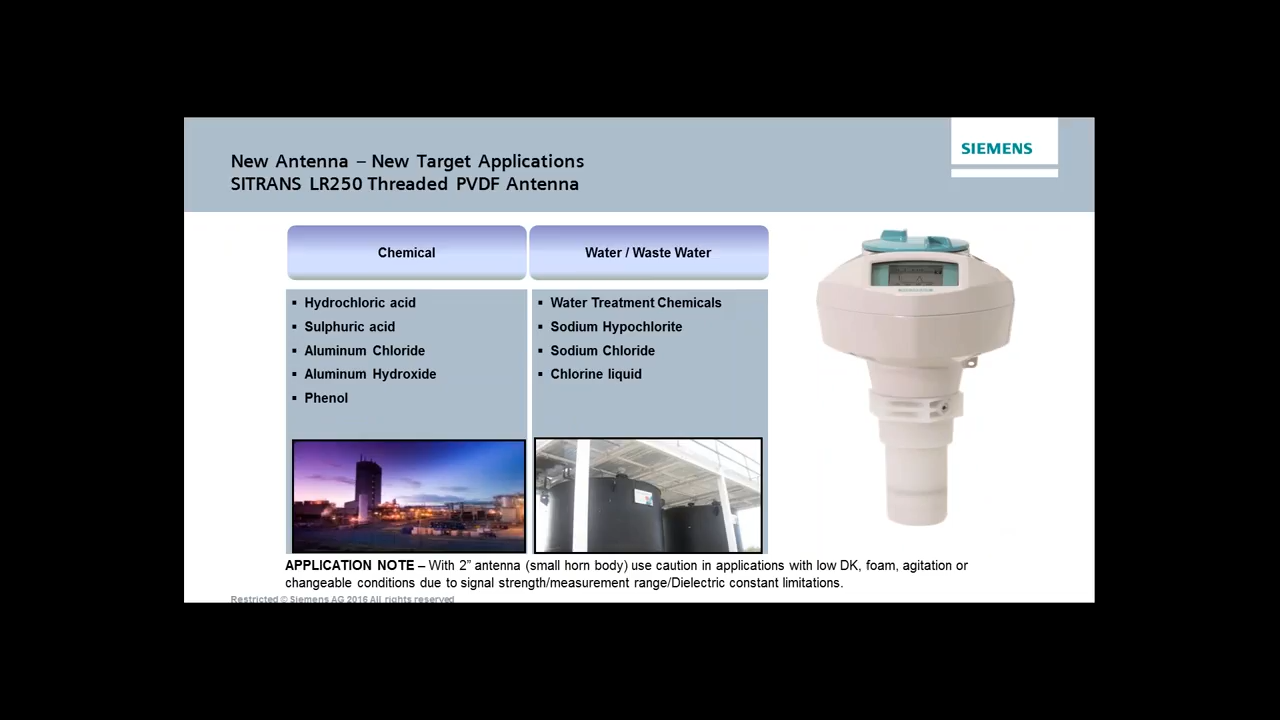 New Antenna – New Target Applications
SITRANS LR250 Threaded PVDF Antenna
SIEMENS
Chemical
Water / Waste Water
▪ Hydrochloric acid
▪ Sulphuric acid
▪ Aluminum Chloride
▪ Aluminum Hydroxide
▪ Phenol
▪ Water Treatment Chemicals
▪ Sodium Hypochlorite
▪ Sodium Chloride
▪ Chlorine liquid
APPLICATION NOTE – With 2” antenna (small horn body) use caution in applications with low DK, foam, agitation or
changeable conditions due to signal strength/measurement range/Dielectric constant limitations.
Restricted © Siemens AG 2016 All rights reserved